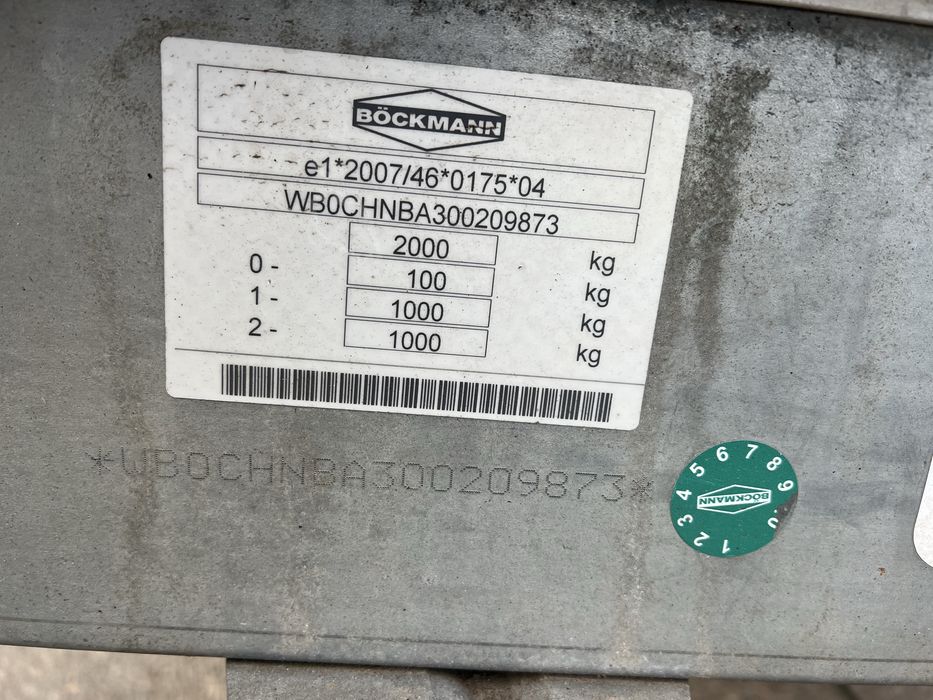 BÖCKMANN
e1*2007/46*0175*04
WB0CHNBA300209873
2000 kg
0 - 100 kg
1 - 1000 kg
2 - 1000 kg
*WB0CHNBA300209873*
1 2 3 4 5 6 7 8 9 0
BÖCKMANN